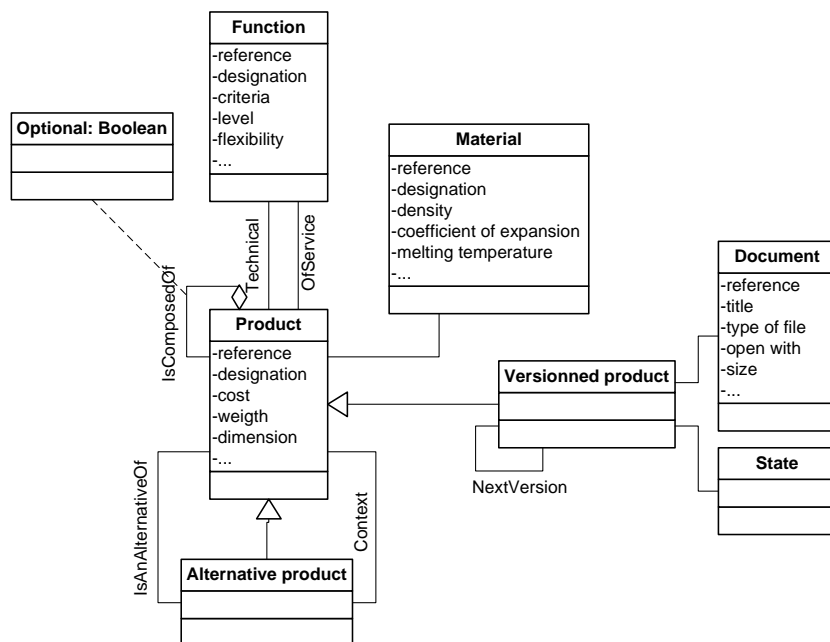 Function
-reference
-designation
-criteria
-level
-flexibility
-...
Optional: Boolean
Material
-reference
-designation
-density
-coefficient of expansion
-melting temperature
-...
Technical
OfService
IsComposedOf
Product
-reference
-designation
-cost
-weigth
-dimension
-...
Document
-reference
-title
-type of file
-open with
-size
-...
Versionned product
NextVersion
State
IsAnAlternativeOf
Context
Alternative product